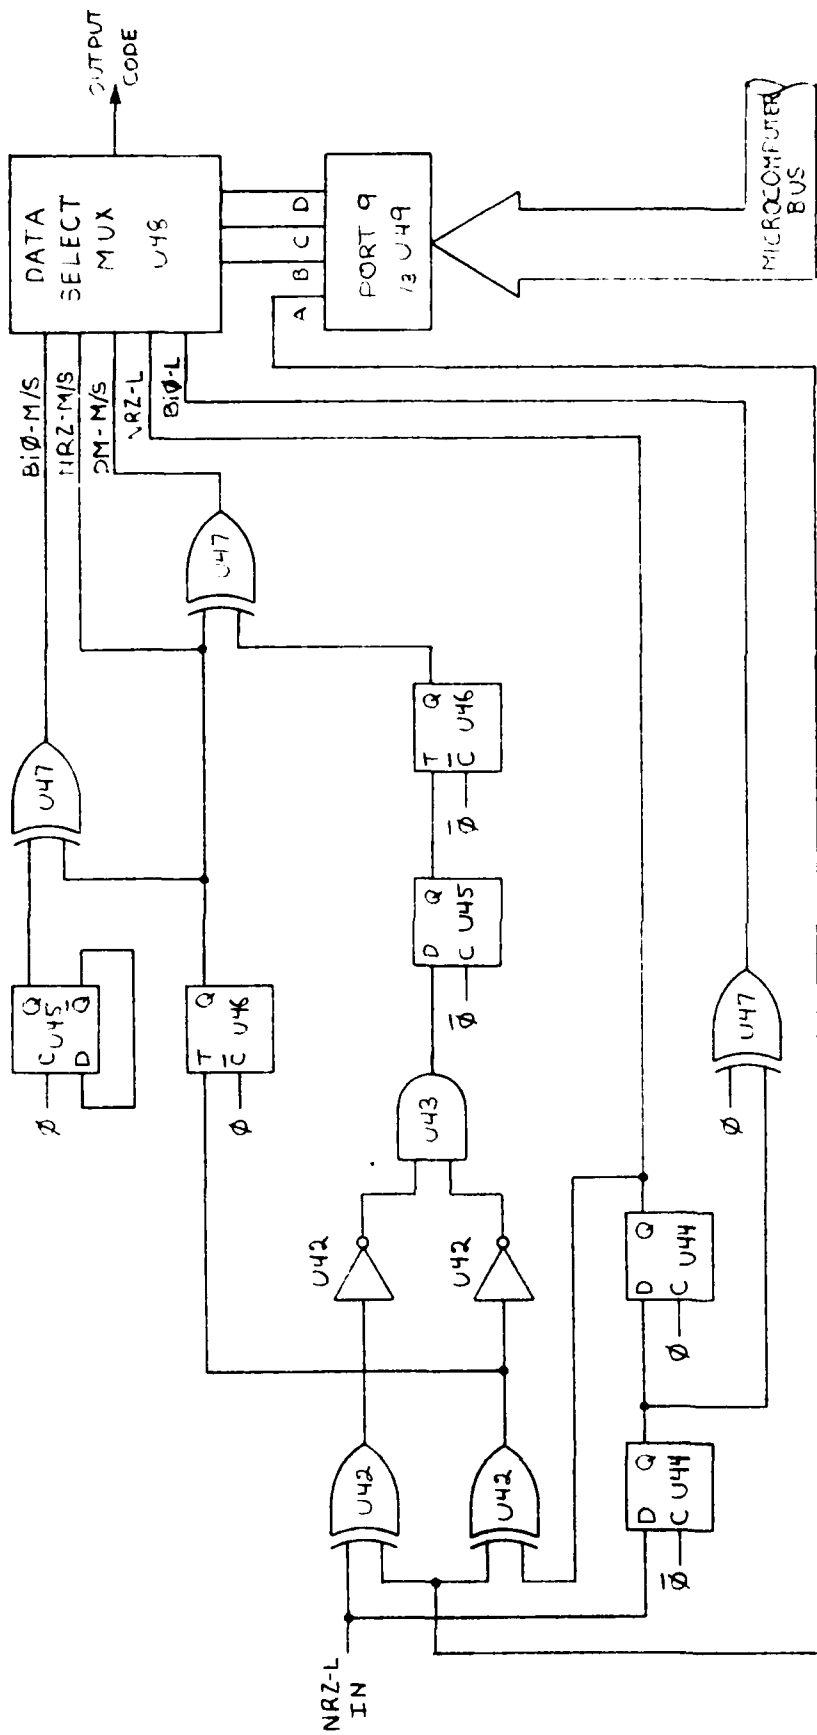 OUTPUT
CODE
DATA
SELECT
MUX
U48
BiØ-M/S
NRZ-M/S
DM-M/S
NRZ-L
BiØ-L
A
B
C
D
PORT 9
U49
MICROCOMPUTER
BUS
U47
U47
Q
C
U45
Q̅
D
Ø
Q
T
U46
C̅
Ø
Q
T
U46
C̅
Ø̅
D
Q
C
U45
Ø̅
U43
U42
U42
U42
U42
U47
Ø
D
Q
C
U44
Ø
D
Q
C
U44
Ø̅
NRZ-L
IN